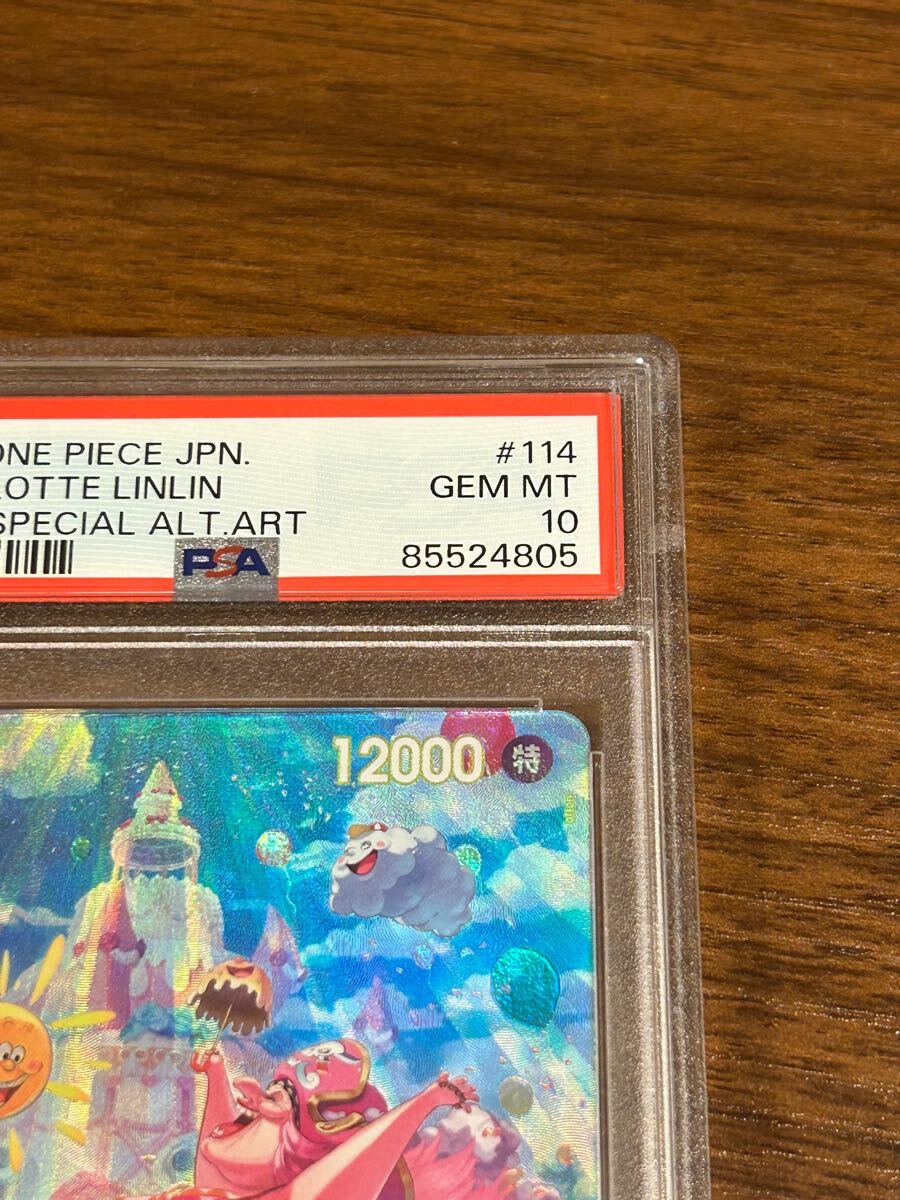 ONE PIECE JPN. #114
LOTTE LINLIN GEM MT
SPECIAL ALT.ART 10
PSA 85524805
12000 特